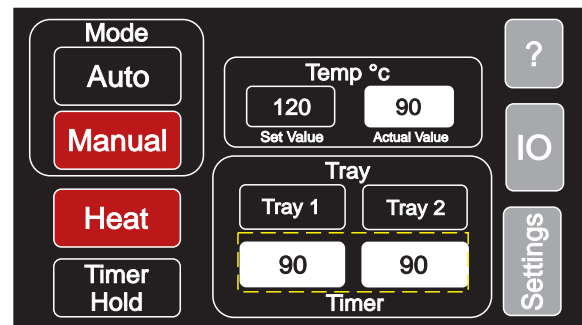 Mode
Auto
Manual
Heat
Timer
Hold
Temp °c
120
90
Set Value
Actual Value
Tray
Tray 1
Tray 2
90
90
Timer
?
IO
Settings